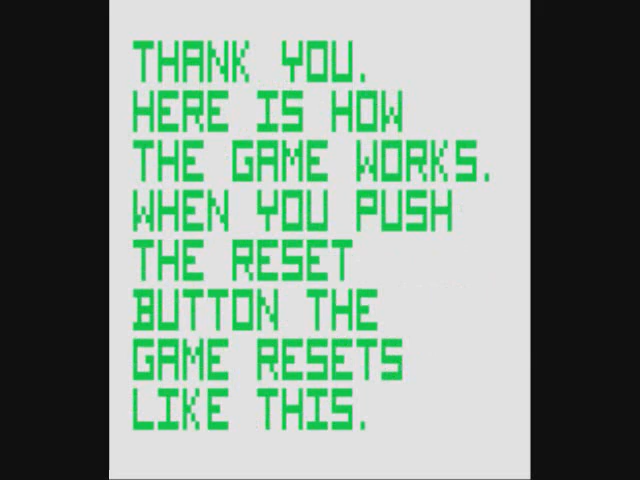 THANK YOU.
HERE IS HOW
THE GAME WORKS.
WHEN YOU PUSH
THE RESET
BUTTON THE
GAME RESETS
LIKE THIS.